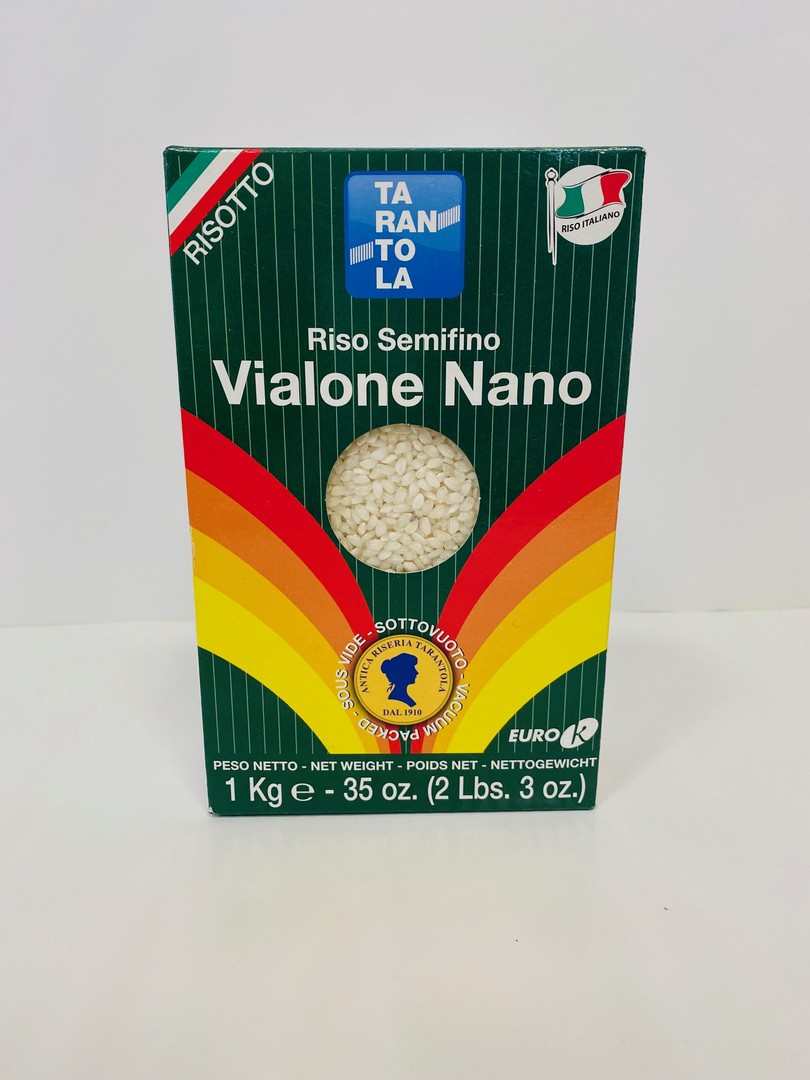 RISOTTO
TA
RAN
TO
LA
RISO ITALIANO
Riso Semifino
Vialone Nano
SOUS VIDE - SOTTOVUOTO - VACUUM PACKED -
ANTICA RISERIA TARANTOLA
DAL 1910
EURO K
PESO NETTO - NET WEIGHT - POIDS NET - NETTOGEWICHT
1 Kg ℮ - 35 oz. (2 Lbs. 3 oz.)